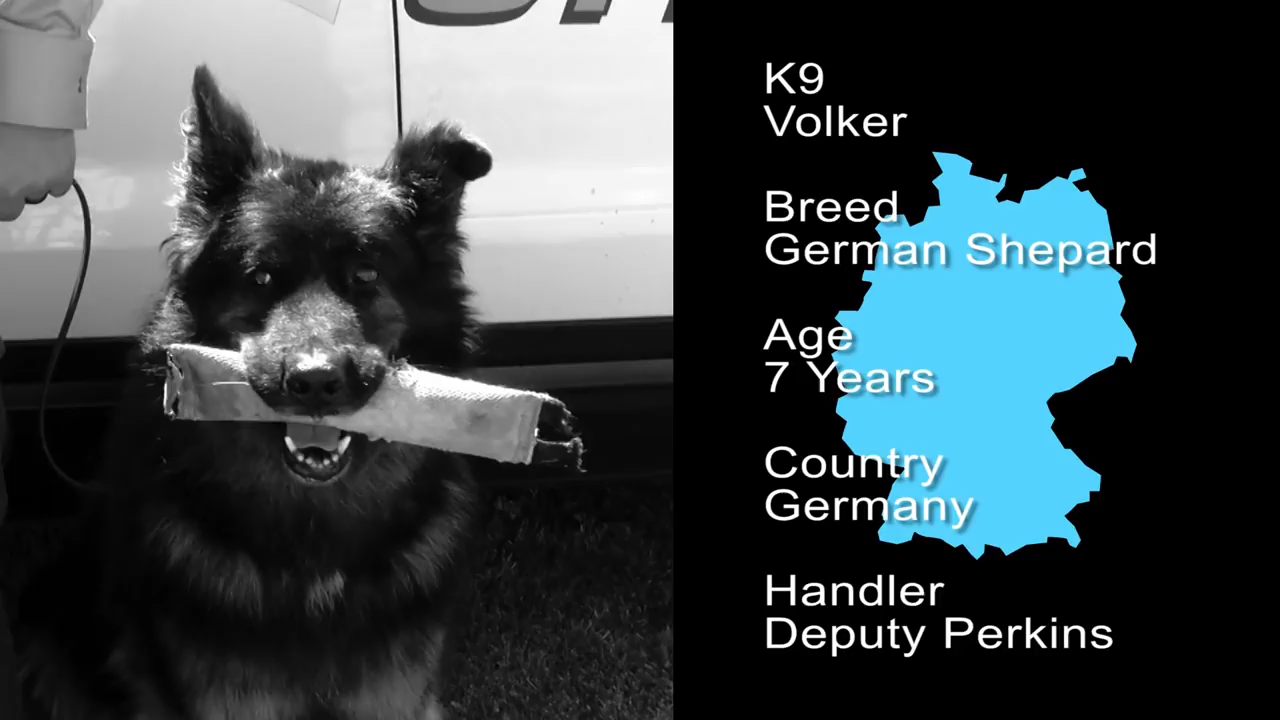 K9
Volker
Breed
German Shepard
Age
7 Years
Country
Germany
Handler
Deputy Perkins